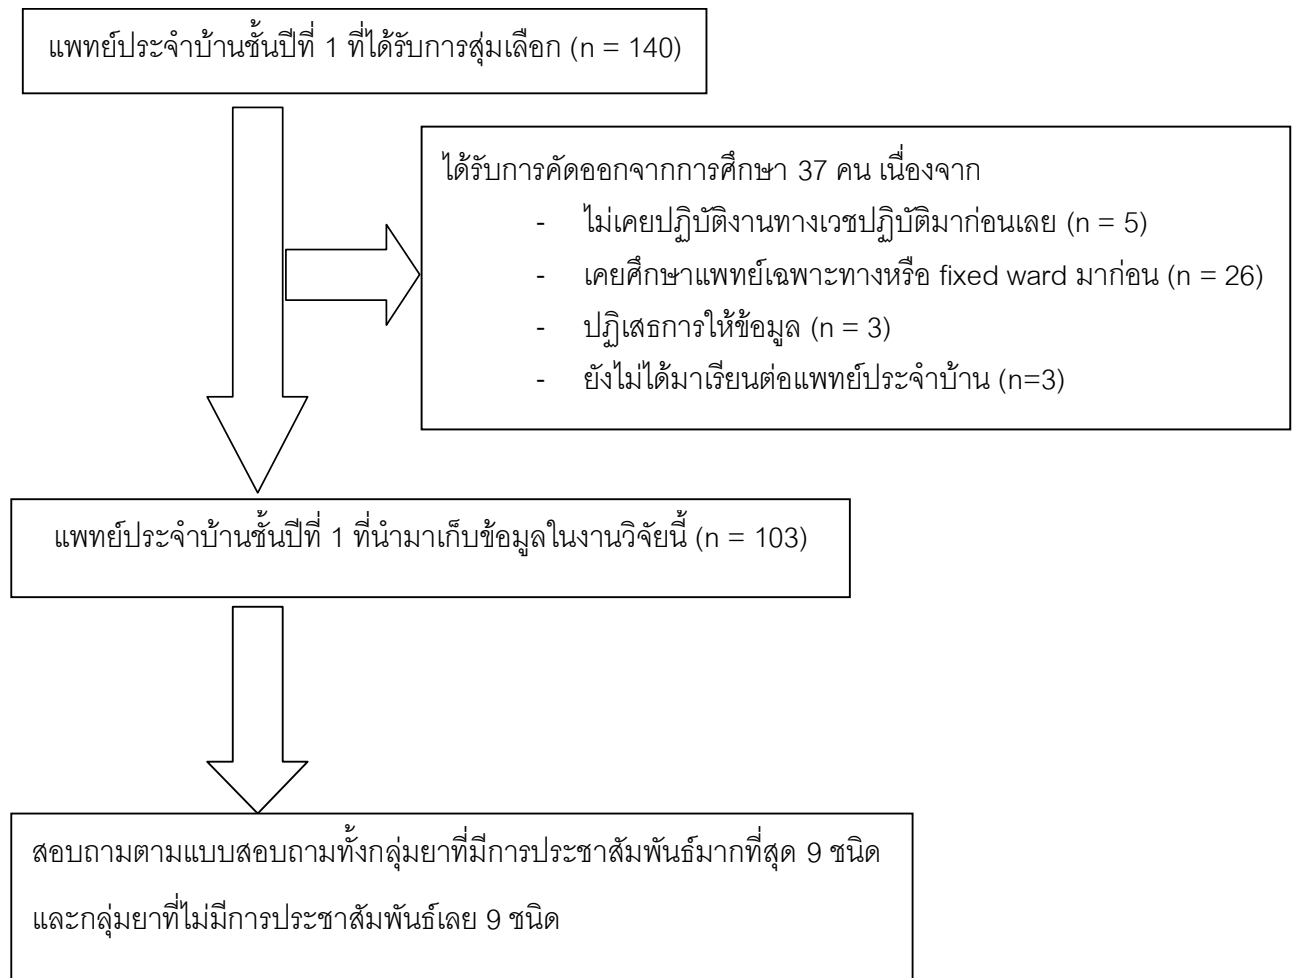 แพทย์ประจำบ้านชั้นปีที่ 1 ที่ได้รับการสุ่มเลือก (n = 140)
ได้รับการคัดออกจากการศึกษา 37 คน เนื่องจาก
- ไม่เคยปฏิบัติงานทางเวชปฏิบัติมาก่อนเลย (n = 5)
- เคยศึกษาแพทย์เฉพาะทางหรือ fixed ward มาก่อน (n = 26)
- ปฏิเสธการให้ข้อมูล (n = 3)
- ยังไม่ได้มาเรียนต่อแพทย์ประจำบ้าน (n=3)
แพทย์ประจำบ้านชั้นปีที่ 1 ที่นำมาเก็บข้อมูลในงานวิจัยนี้ (n = 103)
สอบถามตามแบบสอบถามทั้งกลุ่มยาที่มีการประชาสัมพันธ์มากที่สุด 9 ชนิด
และกลุ่มยาที่ไม่มีการประชาสัมพันธ์เลย 9 ชนิด